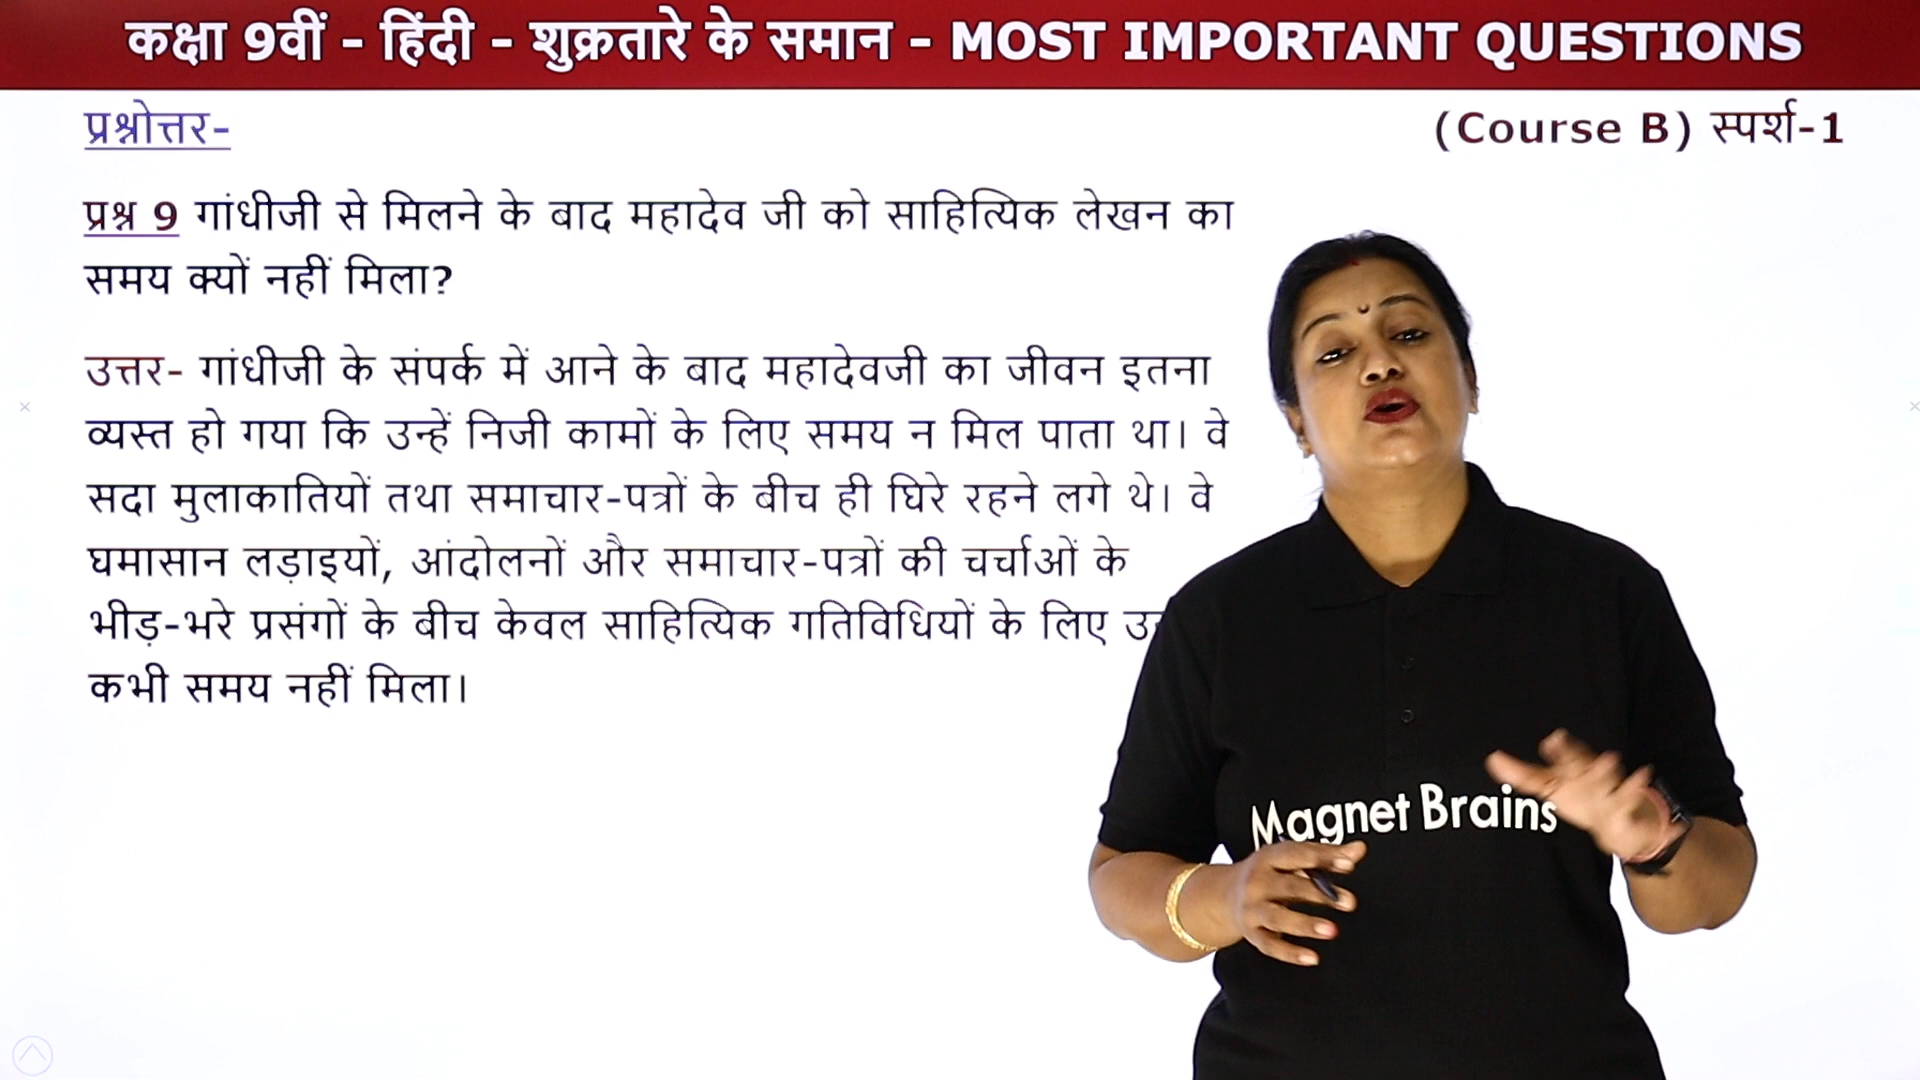 कक्षा 9वीं - हिंदी - शुक्रतारे के समान - MOST IMPORTANT QUESTIONS
प्रश्नोत्तर-
(Course B) स्पर्श-1
प्रश्न 9 गांधीजी से मिलने के बाद महादेव जी को साहित्यिक लेखन का
समय क्यों नहीं मिला?
उत्तर- गांधीजी के संपर्क में आने के बाद महादेवजी का जीवन इतना
व्यस्त हो गया कि उन्हें निजी कामों के लिए समय न मिल पाता था। वे
सदा मुलाकातियों तथा समाचार-पत्रों के बीच ही घिरे रहने लगे थे। वे
घमासान लड़ाइयों, आंदोलनों और समाचार-पत्रों की चर्चाओं के
भीड़-भरे प्रसंगों के बीच केवल साहित्यिक गतिविधियों के लिए
कभी समय नहीं मिला।
Magnet Brains